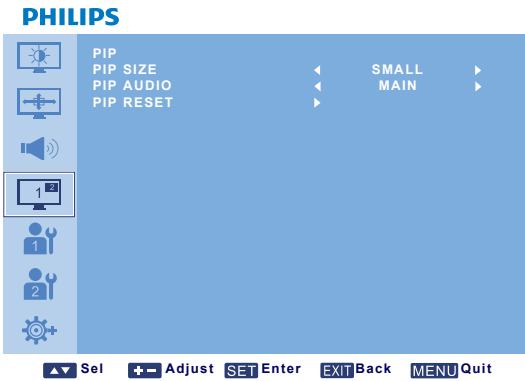 PHILIPS
PIP
PIP SIZE SMALL
PIP AUDIO MAIN
PIP RESET
1 2
1
2
Sel Adjust SET Enter EXIT Back MENU Quit